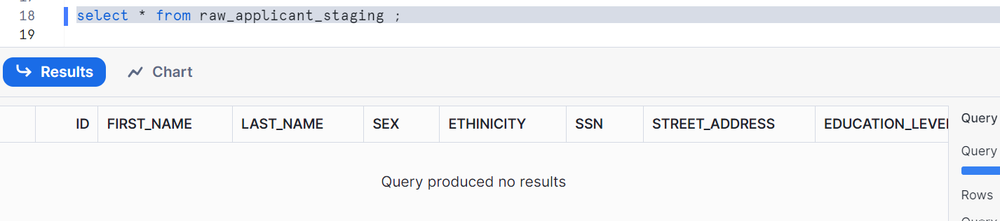 18 select * from raw_applicant_staging ;
19
Results Chart
ID FIRST_NAME LAST_NAME SEX ETHINICITY SSN STREET_ADDRESS EDUCATION_LEVEL
Query
Query
Query produced no results
Rows